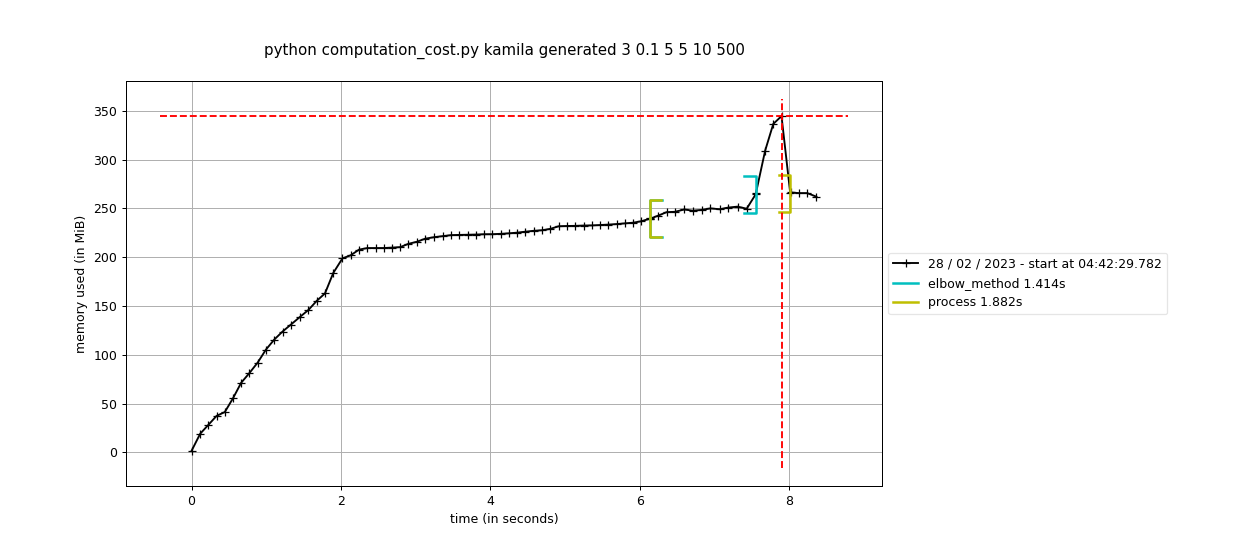 python computation_cost.py kamila generated 3 0.1 5 5 10 500
350
300
250
200
150
100
50
0
memory used (in MiB)
0 2 4 6 8
time (in seconds)
28 / 02 / 2023 - start at 04:42:29.782
elbow_method 1.414s
process 1.882s